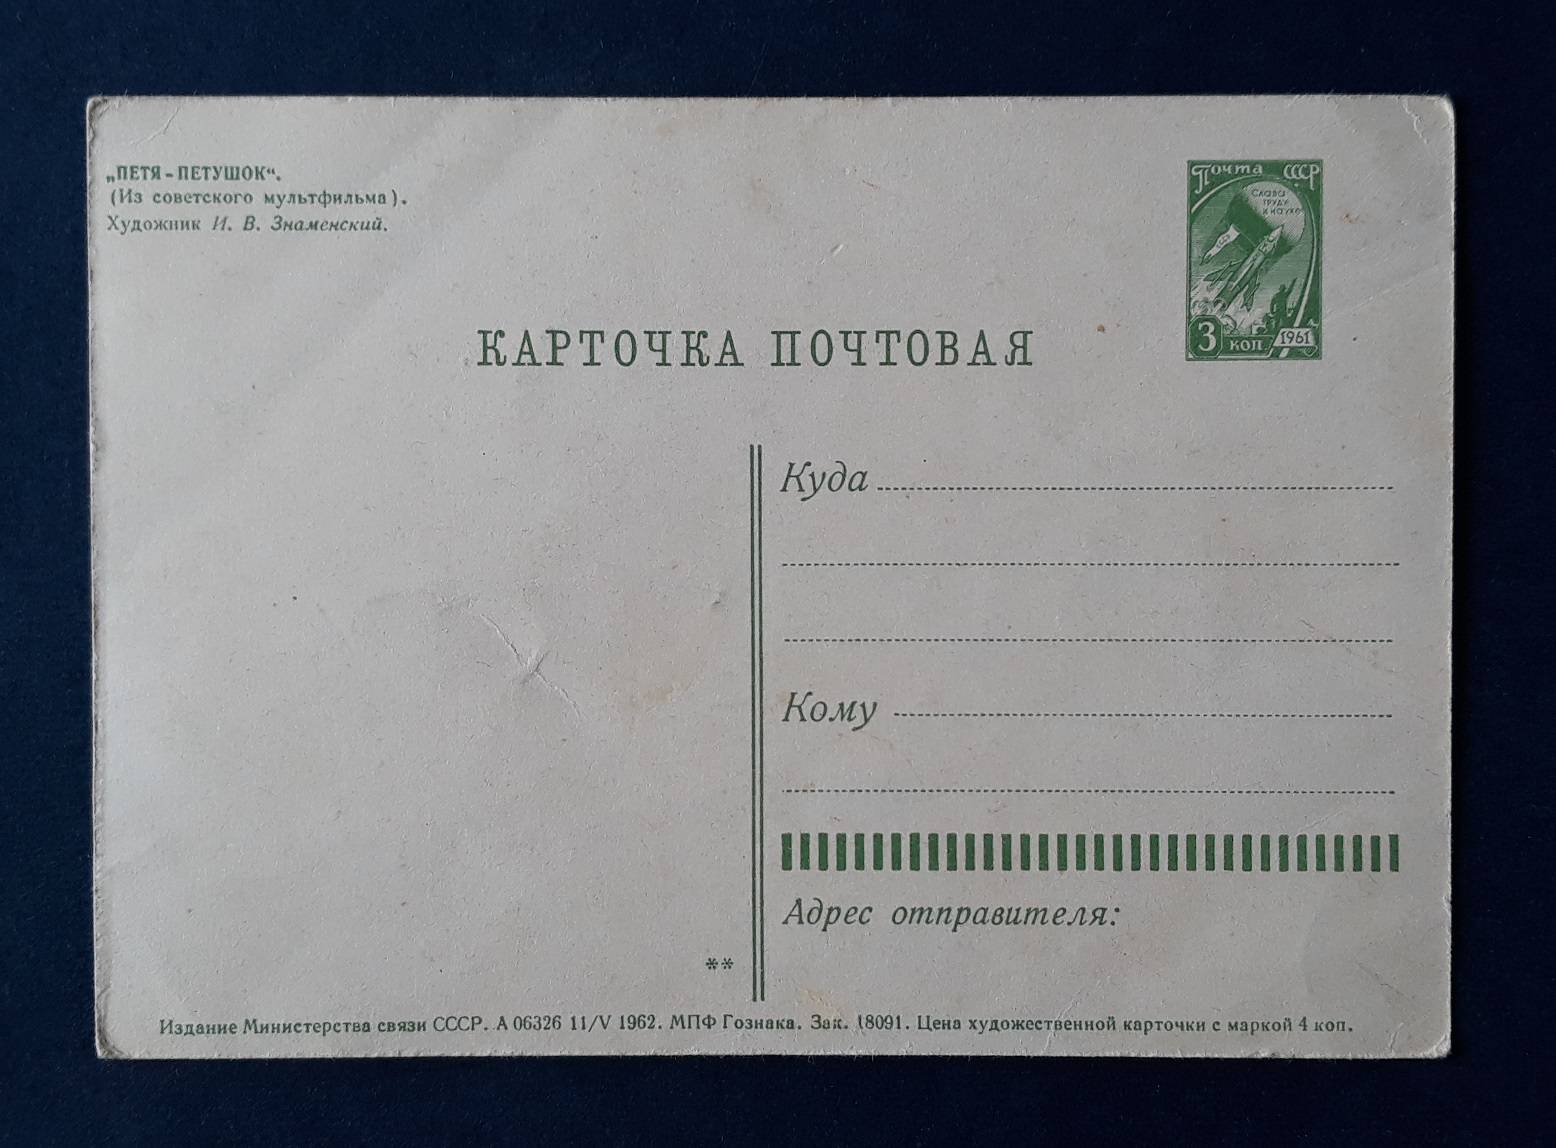 „ПЕТЯ-ПЕТУШОК“.
(Из советского мультфильма).
Художник И. В. Знаменский.
Почта СССР
Слава
труду
и науке
СССР
3 коп. 1961
КАРТОЧКА ПОЧТОВАЯ
Куда
Кому
Адрес отправителя:
**
Издание Министерства связи СССР. А 06326 11/V 1962. МПФ Гознака. Зак. 18091. Цена художественной карточки с маркой 4 коп.